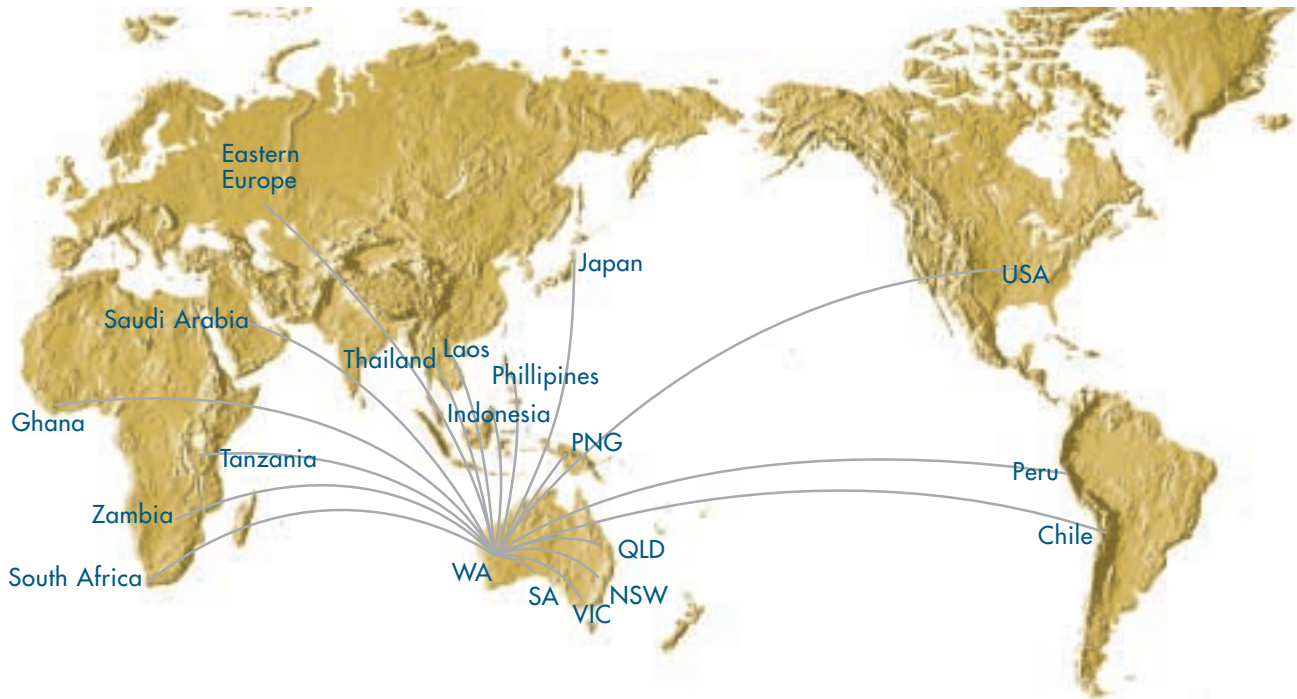 Eastern
Europe
Japan
USA
Saudi Arabia
Thailand
Laos
Phillipines
Ghana
Indonesia
PNG
Tanzania
Peru
Zambia
Chile
QLD
WA
South Africa
SA
NSW
VIC